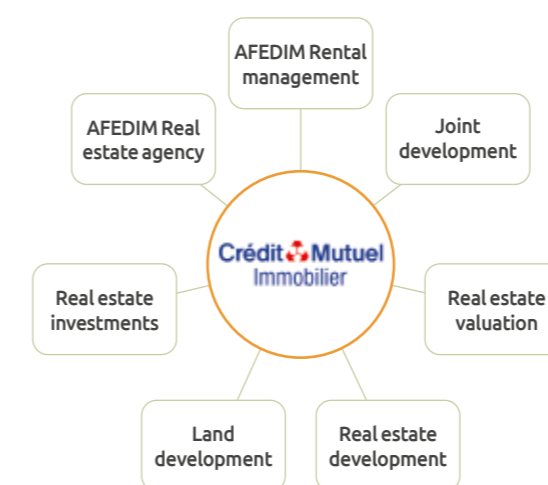 AFEDIM Rental
management
AFEDIM Real
estate agency
Joint
development
Crédit Mutuel
Immobilier
Real estate
investments
Real estate
valuation
Land
development
Real estate
development